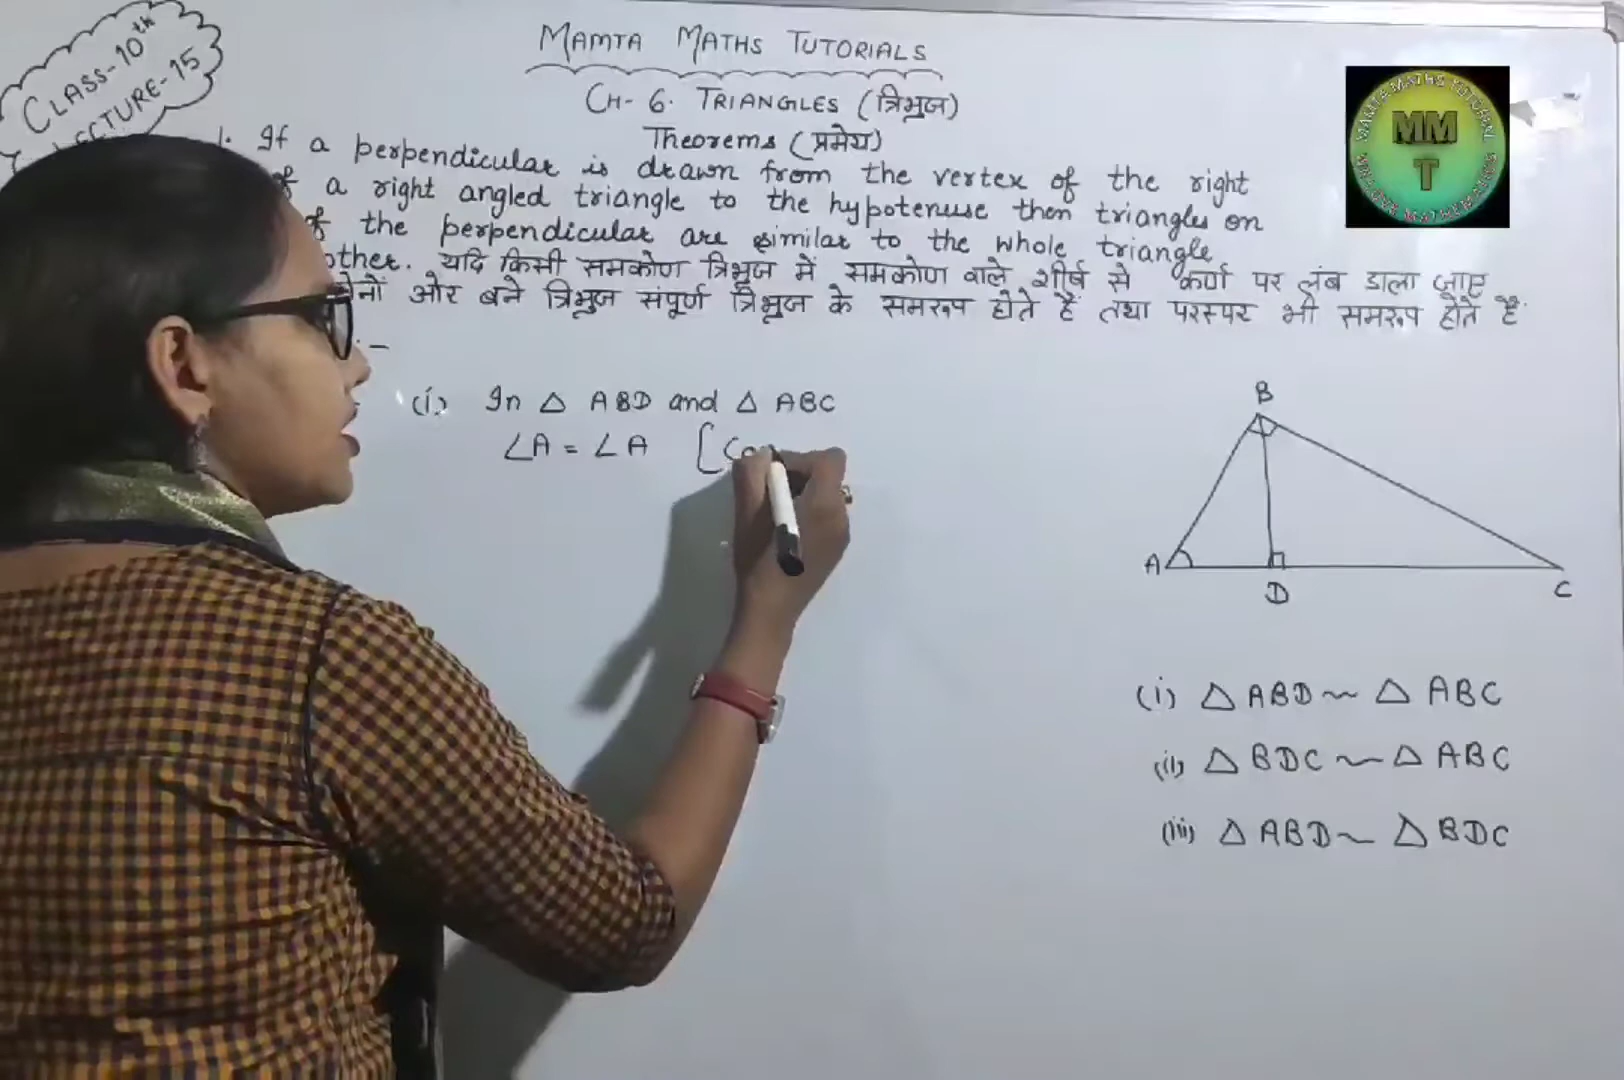 CLASS-10th
LECTURE-15
MAMTA MATHS TUTORIALS
CH-6. TRIANGLES (त्रिभुज)
Theorems (प्रमेय)
1. If a perpendicular is drawn from the vertex of the right
of a right angled triangle to the hypotenuse then triangles on
of the perpendicular are similar to the whole triangle
other. यदि किसी समकोण त्रिभुज में समकोण वाले शीर्ष से कर्ण पर लंब डाला जाए
ओर बने त्रिभुज संपूर्ण त्रिभुज के समरूप होते हैं तथा परस्पर भी समरूप होते हैं
:-
(i) In △ ABD and △ ABC
∠A = ∠A [Co
B
A
D
C
(i) △ ABD ~ △ ABC
(ii) △ BDC ~ △ ABC
(iii) △ ABD ~ △ BDC
MM
T